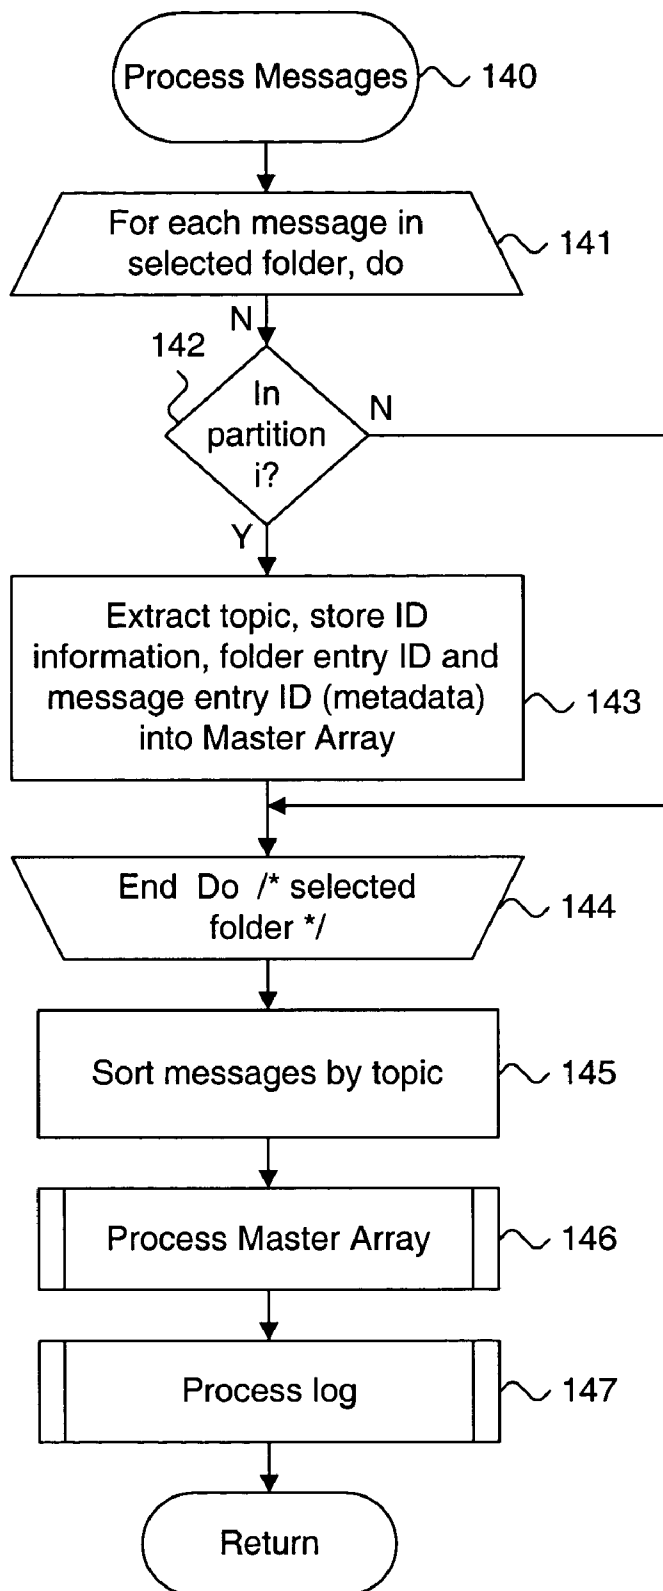 Process Messages
140
For each message in
selected folder, do
141
N
142
In
partition
i?
N
Y
Extract topic, store ID
information, folder entry ID and
message entry ID (metadata)
into Master Array
143
End Do /* selected
folder */
144
Sort messages by topic
145
Process Master Array
146
Process log
147
Return